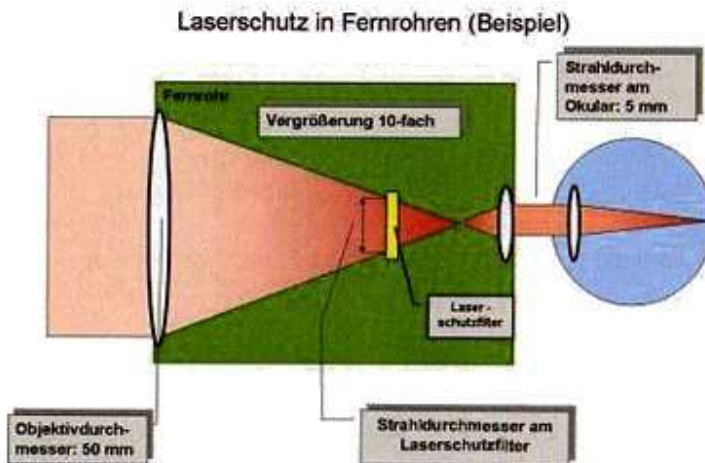 Laserschutz in Fernrohren (Beispiel)
Strahldurch-
messer am
Okular: 5 mm
Fernrohr
Vergrößerung 10-fach
Laser -
schutzfilter
Objektivdurch-
messer: 50 mm
Strahldurchmesser am
Laserschutzfilter